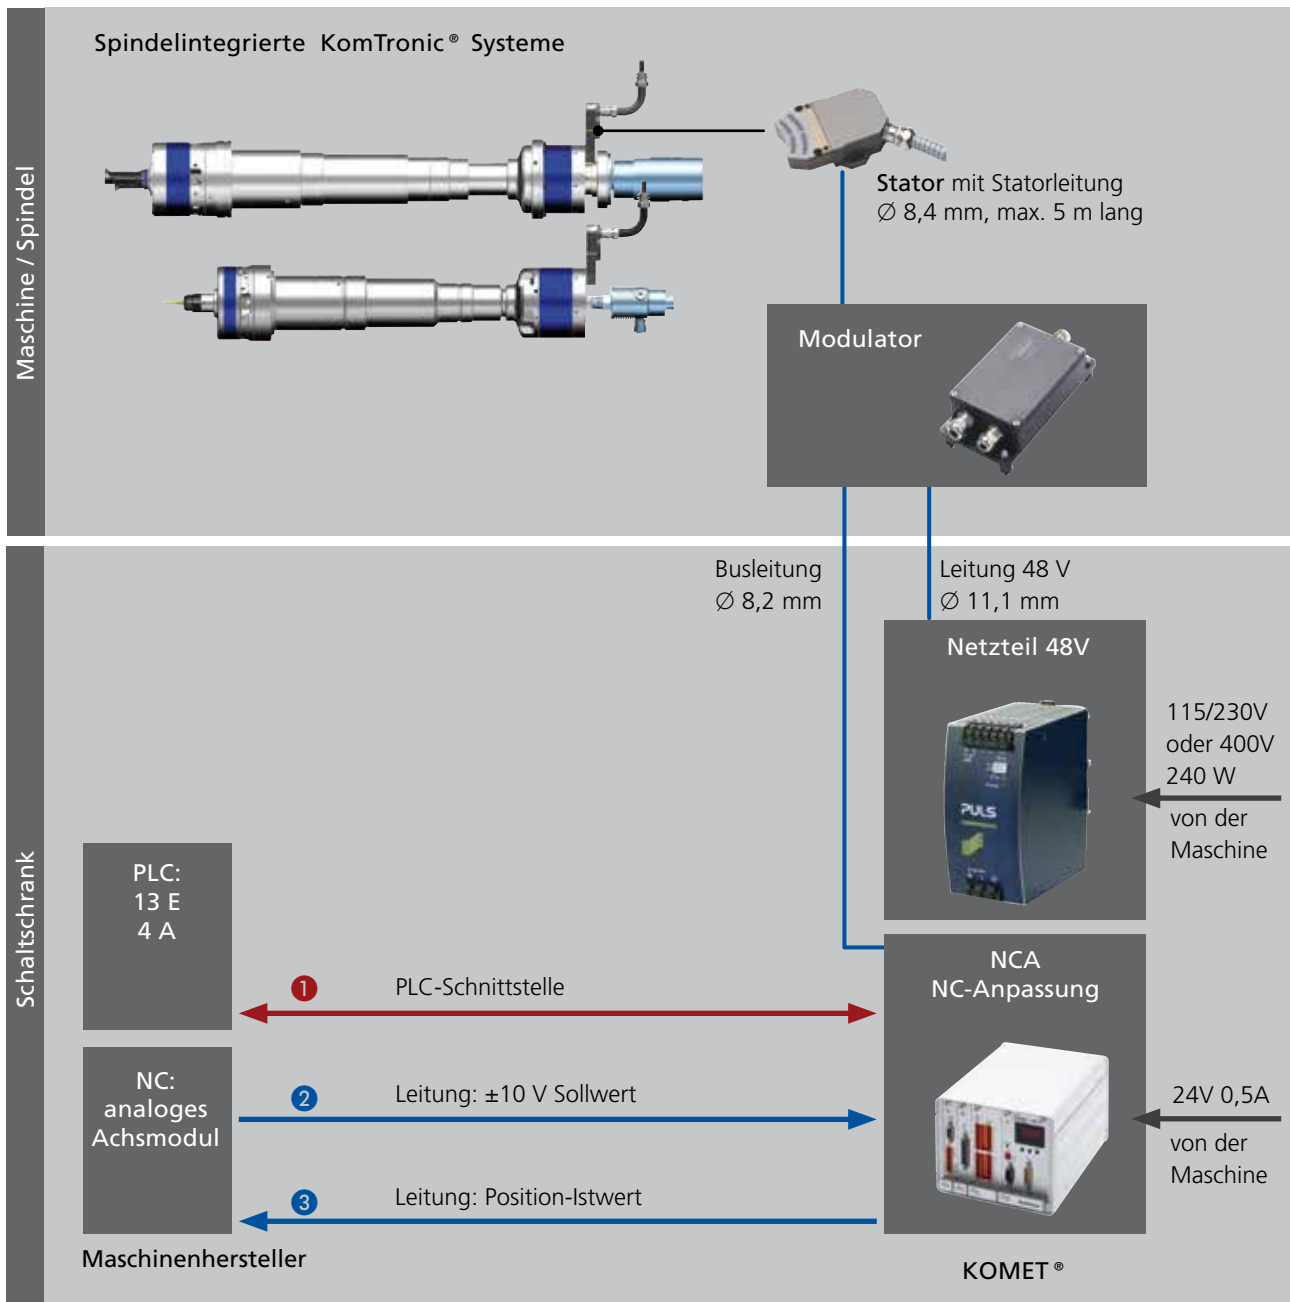 Maschine / Spindel
Spindelintegrierte KomTronic® Systeme
Stator mit Statorleitung
Ø 8,4 mm, max. 5 m lang
Modulator
Schaltschrank
Busleitung
Ø 8,2 mm
Leitung 48 V
Ø 11,1 mm
Netzteil 48V
PULS
115/230V
oder 400V
240 W
von der
Maschine
PLC:
13 E
4 A
1
PLC-Schnittstelle
NCA
NC-Anpassung
NC:
analoges
Achsmodul
2
Leitung: ±10 V Sollwert
3
Leitung: Position-Istwert
24V 0,5A
von der
Maschine
Maschinenhersteller
KOMET®